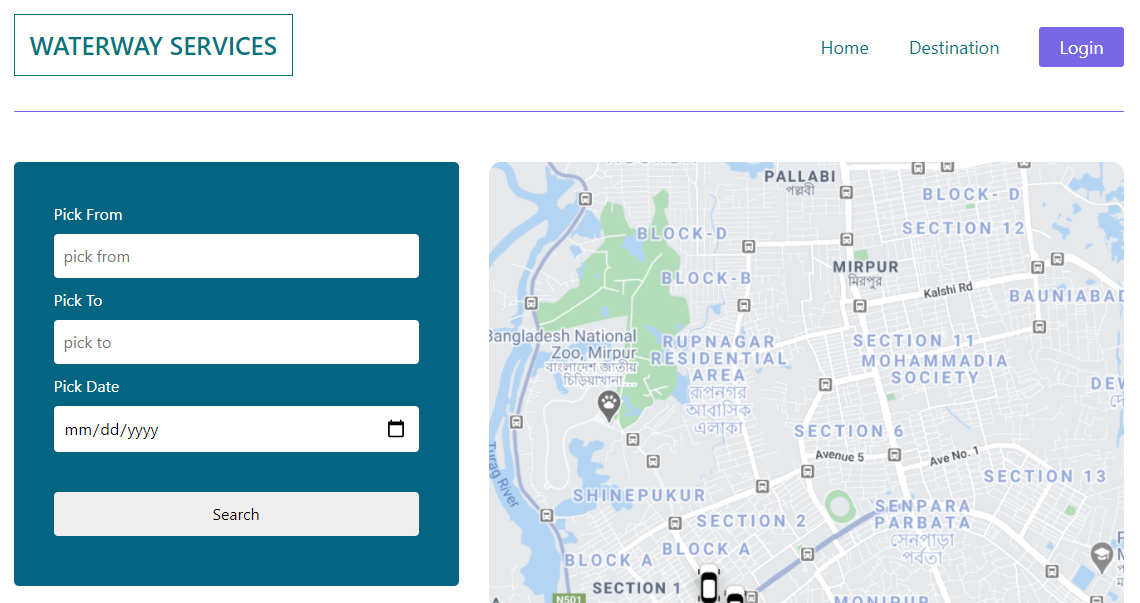 WATERWAY SERVICES
Home
Destination
Login
Pick From
pick from
Pick To
pick to
Pick Date
mm/dd/yyyy
Search
PALLABI
পল্লবী
BLOCK- D
SECTION 12
BLOCK-D
MIRPUR
মিরপুর
BLOCK-B
Kalshi Rd
BAUNIABAD
Bangladesh National
Zoo, Mirpur
বাংলাদেশ জাতীয়
চিড়িয়াখানা...
RUPNAGAR
RESIDENTIAL
AREA
রূপনগর
আবাসিক
এলাকা
SECTION 11
MOHAMMADIA
SOCIETY
DEW
SECTION 6
Avenue 5
Ave No. 1
SECTION 13
Turag River
SHINEPUKUR
SECTION 2
SENPARA
PARBATA
সেনপাড়া
পর্বতা
BLOCK A
BLOCK A
SECTION 1
N501
MONIPUR